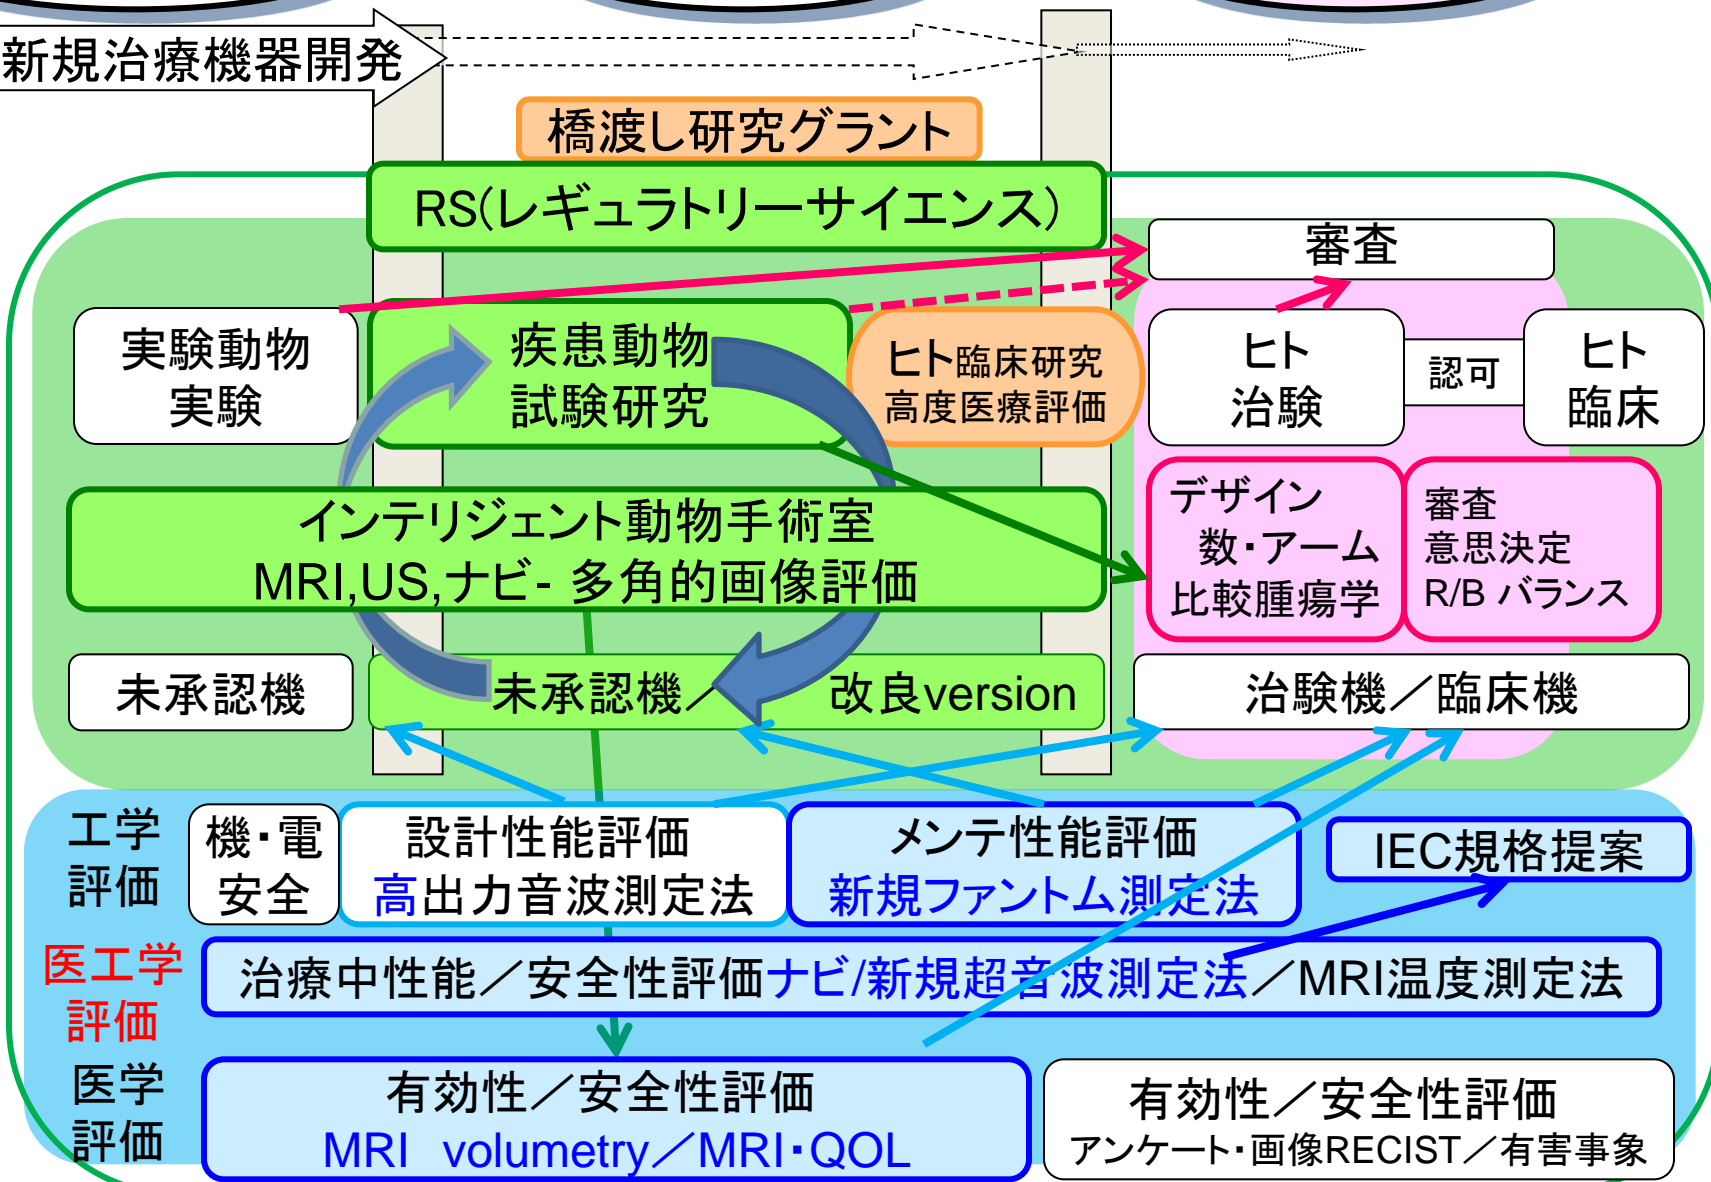 新規治療機器開発
橋渡し研究グラント
RS(レギュラトリーサイエンス)
審査
実験動物
実験
疾患動物
試験研究
ヒト臨床研究
高度医療評価
ヒト
治験
認可
ヒト
臨床
インテリジェント動物手術室
MRI,US,ナビ- 多角的画像評価
デザイン
数・アーム
比較腫瘍学
審査
意思決定
R/B バランス
未承認機
未承認機／ 改良version
治験機／臨床機
工学
評価
機・電
安全
設計性能評価
高出力音波測定法
メンテ性能評価
新規ファントム測定法
IEC規格提案
医工学
評価
治療中性能／安全性評価ナビ/新規超音波測定法／MRI温度測定法
医学
評価
有効性／安全性評価
MRI volumetry／MRI・QOL
有効性／安全性評価
アンケート・画像RECIST／有害事象